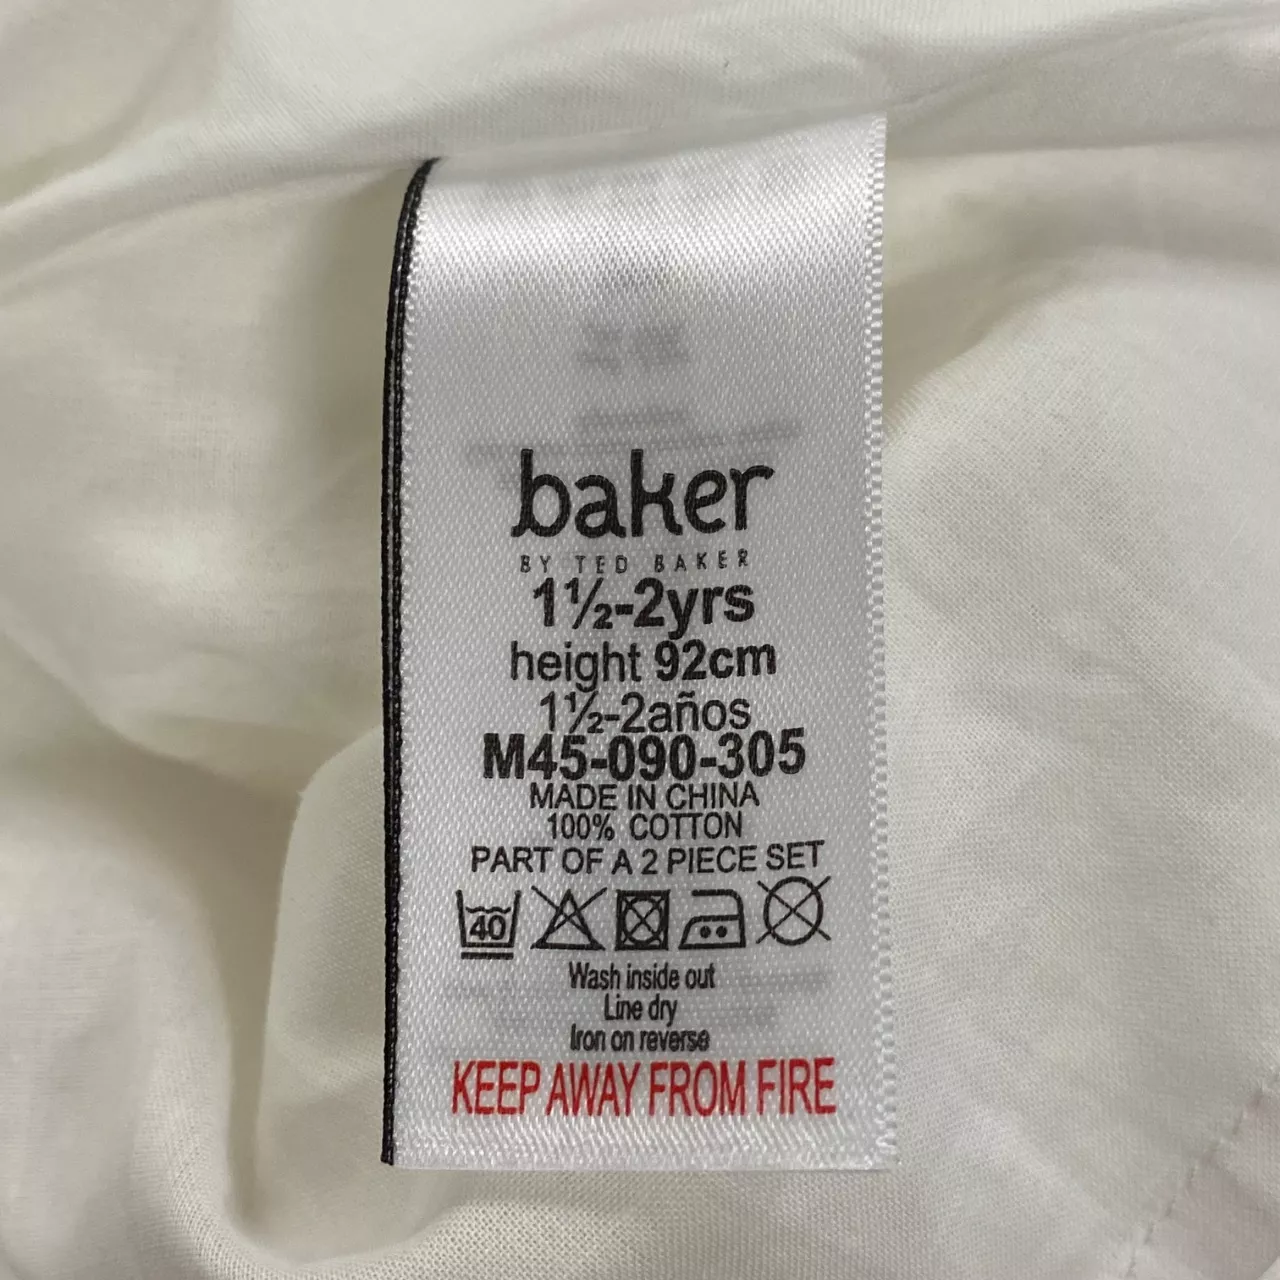 baker
BY TED BAKER
1½-2yrs
height 92cm
1½-2años
M45-090-305
MADE IN CHINA
100% COTTON
PART OF A 2 PIECE SET
40
Wash inside out
Line dry
Iron on reverse
KEEP AWAY FROM FIRE